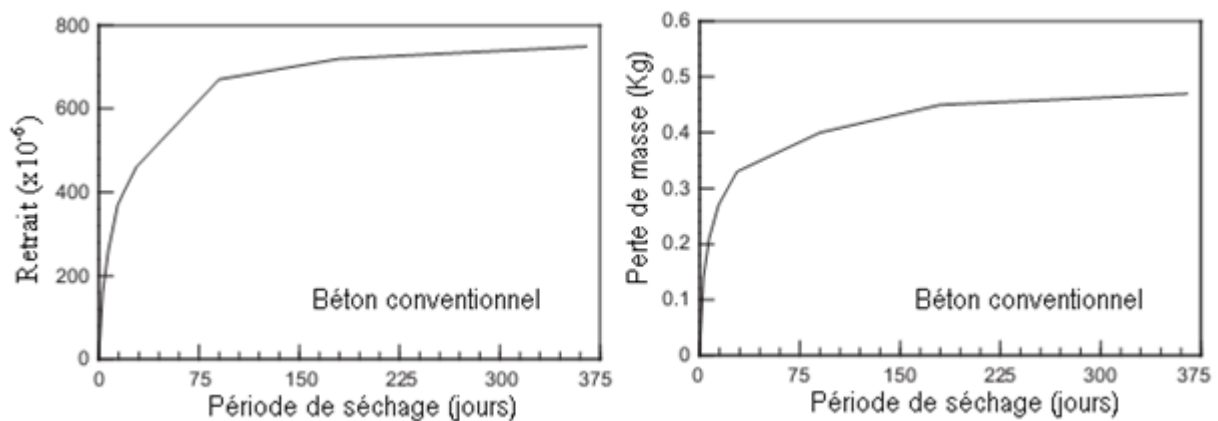 800
600
400
200
0
Retrait (x10⁻⁶)
Béton conventionnel
0 75 150 225 300 375
Période de séchage (jours)
0.6
0.5
0.4
0.3
0.2
0.1
0
Perte de masse (Kg)
Béton conventionnel
0 75 150 225 300 375
Période de séchage (jours)